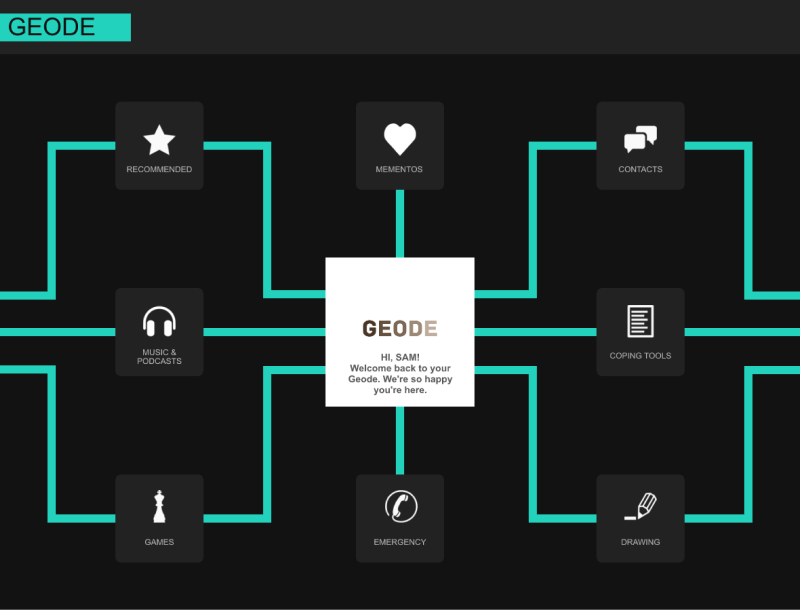 GEODE
RECOMMENDED
MEMENTOS
CONTACTS
MUSIC &
PODCASTS
GEODE
HI, SAM!
Welcome back to your
Geode. We're so happy
you're here.
COPING TOOLS
GAMES
EMERGENCY
DRAWING